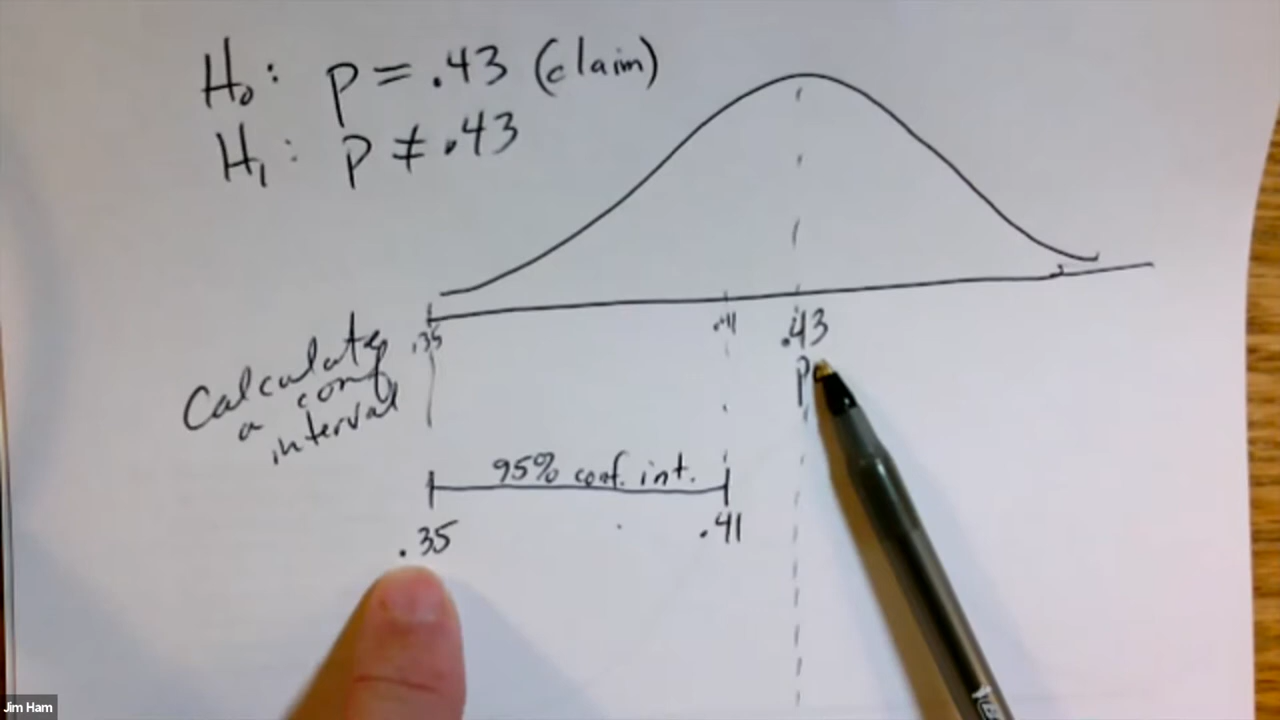 H₀: p = .43 (claim)
H₁: p ≠ .43
.35 .41 .43
p
Calculate
a conf
interval
95% conf. int.
.35 .41
Jim Ham